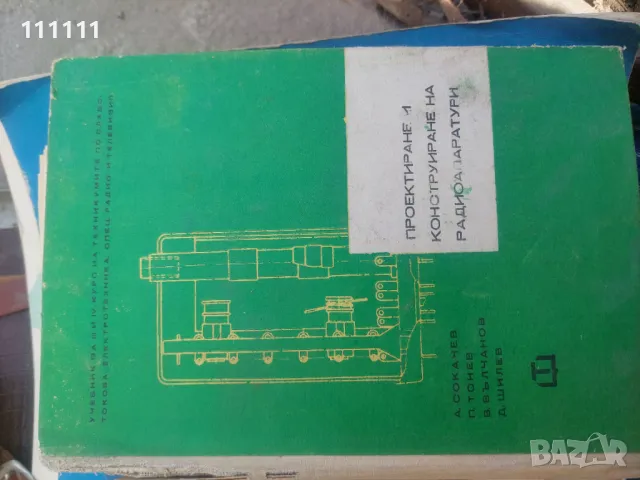 111111
УЧЕБНИК ЗА III И IV КУРС НА ТЕХНИКУМИТЕ ПО СЛАБО-
ТОКОВА ЕЛЕКТРОТЕХНИКА, СПЕЦ. РАДИО И ТЕЛЕВИЗИЯ
ПРОЕКТИРАНЕ И
КОНСТРУИРАНЕ НА
РАДИОАПАРАТУРИ
А. СОКАЧЕВ
П. ТОНЕВ
В. ВЪЛЧАНОВ
Д. ШИЛЕВ
BAZAR
bg